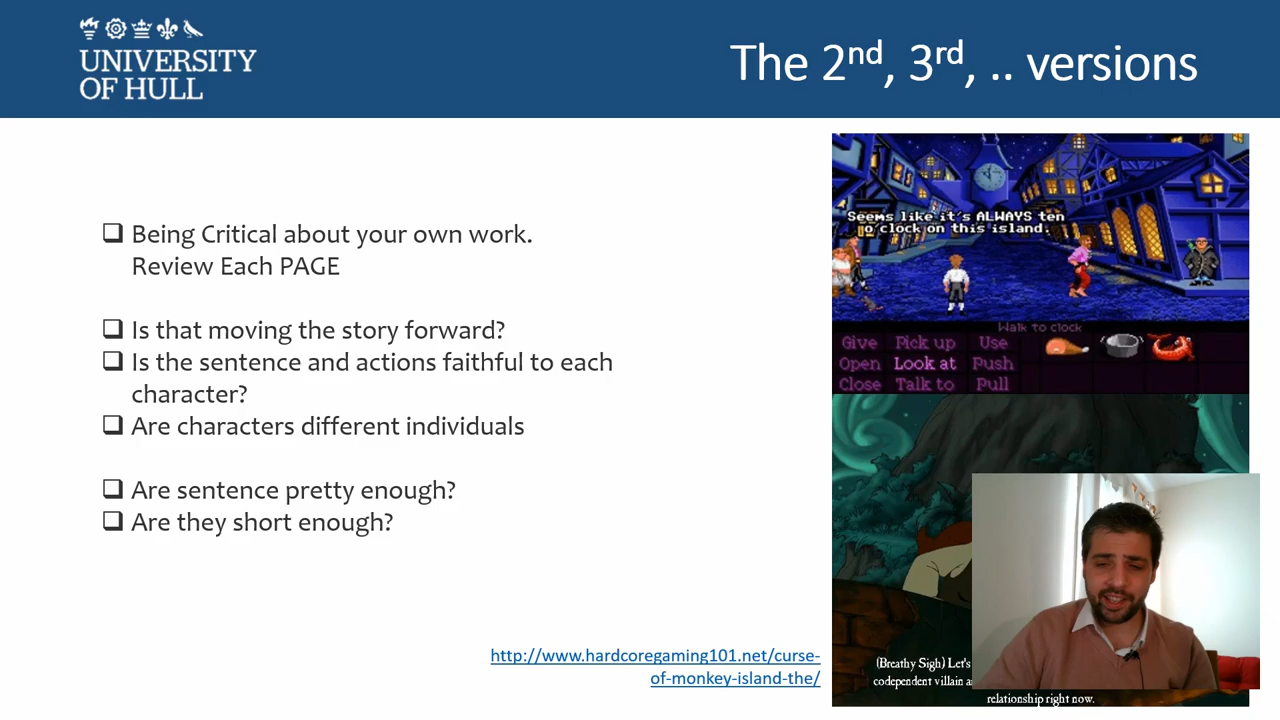 UNIVERSITY
OF HULL
The 2nd, 3rd, .. versions
❑ Being Critical about your own work.
Review Each PAGE
❑ Is that moving the story forward?
❑ Is the sentence and actions faithful to each
character?
❑ Are characters different individuals
❑ Are sentence pretty enough?
❑ Are they short enough?
http://www.hardcoregaming101.net/curse-
of-monkey-island-the/
Seems like it's ALWAYS ten
o'clock on this island.
Walk to clock
Give Pick up Use
Open Look at Push
Close Talk to Pull
(Breathy Sigh) Let's
codependent villain
relationship right now.